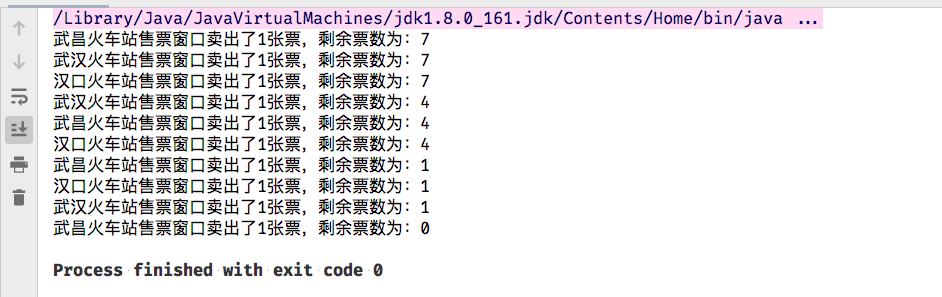 /Library/Java/JavaVirtualMachines/jdk1.8.0_161.jdk/Contents/Home/bin/java ...
武昌火车站售票窗口卖出了1张票，剩余票数为：7
武汉火车站售票窗口卖出了1张票，剩余票数为：7
汉口火车站售票窗口卖出了1张票，剩余票数为：7
武汉火车站售票窗口卖出了1张票，剩余票数为：4
武昌火车站售票窗口卖出了1张票，剩余票数为：4
汉口火车站售票窗口卖出了1张票，剩余票数为：4
武昌火车站售票窗口卖出了1张票，剩余票数为：1
汉口火车站售票窗口卖出了1张票，剩余票数为：1
武汉火车站售票窗口卖出了1张票，剩余票数为：1
武昌火车站售票窗口卖出了1张票，剩余票数为：0
Process finished with exit code 0